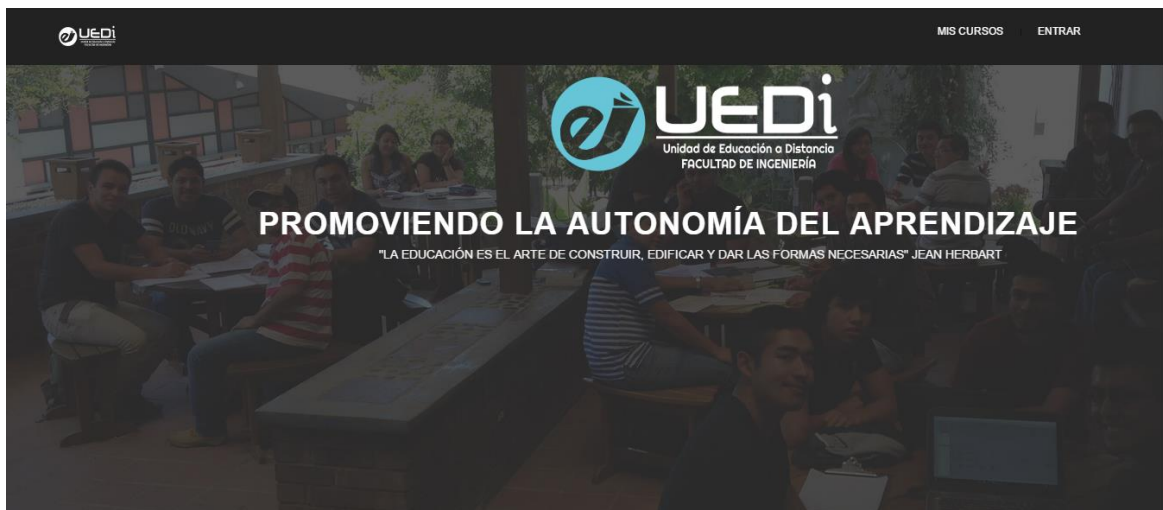 UEDi
MIS CURSOS
ENTRAR
UEDi
Unidad de Educación a Distancia
FACULTAD DE INGENIERÍA
PROMOVIENDO LA AUTONOMÍA DEL APRENDIZAJE
"LA EDUCACIÓN ES EL ARTE DE CONSTRUIR, EDIFICAR Y DAR LAS FORMAS NECESARIAS" JEAN HERBART